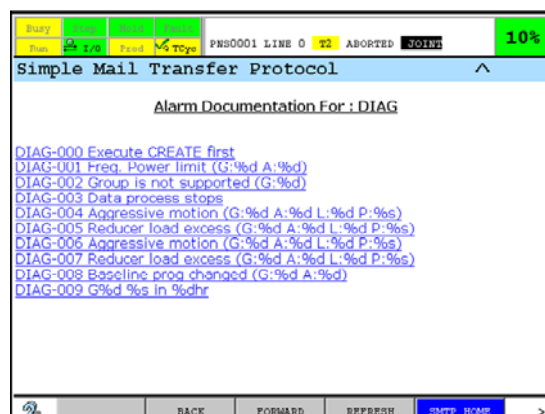 Busy Step Hold Fault
Run I/O Prod TCyc
PNS0001 LINE 0 T2 ABORTED JOINT
10%
Simple Mail Transfer Protocol ^
Alarm Documentation For : DIAG
DIAG-000 Execute CREATE first
DIAG-001 Freq. Power limit (G:%d A:%d)
DIAG-002 Group is not supported (G:%d)
DIAG-003 Data process stops
DIAG-004 Aggressive motion (G:%d A:%d L:%d P:%s)
DIAG-005 Reducer load excess (G:%d A:%d L:%d P:%s)
DIAG-006 Aggressive motion (G:%d A:%d L:%d P:%s)
DIAG-007 Reducer load excess (G:%d A:%d L:%d P:%s)
DIAG-008 Baseline prog changed (G:%d A:%d)
DIAG-009 G%d %s in %dhr
BACK FORWARD REFRESH SMTP HOME >